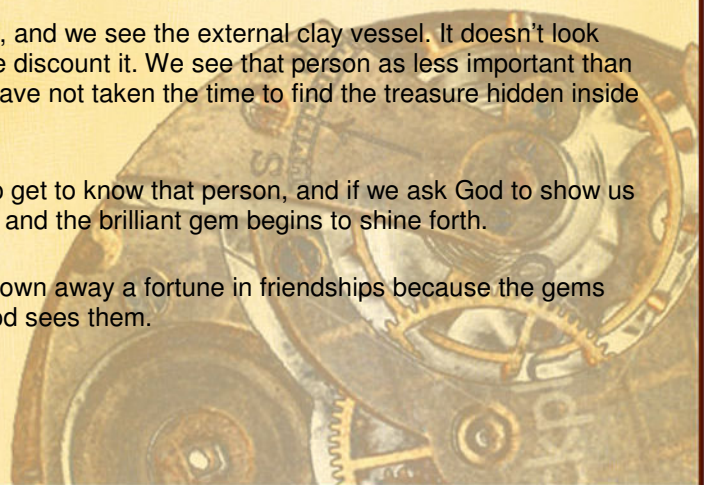 , and we see the external clay vessel. It doesn’t look
e discount it. We see that person as less important than
ave not taken the time to find the treasure hidden inside
o get to know that person, and if we ask God to show us
and the brilliant gem begins to shine forth.
own away a fortune in friendships because the gems
od sees them.
S